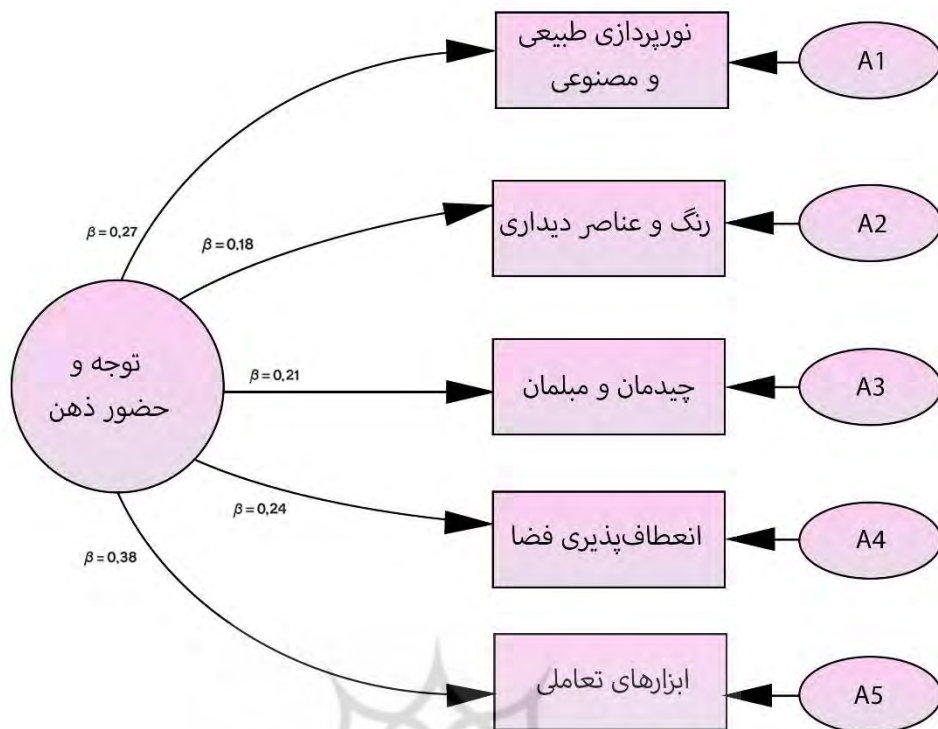 نورپردازی طبیعی
و مصنوعی
A1
β=0,27
رنگ و عناصر دیداری
A2
β=0,18
توجه و
حضور ذهن
β=0,21
چیدمان و مبلمان
A3
β=0,24
انعطاف‌پذیری فضا
A4
β=0,38
ابزارهای تعاملی
A5